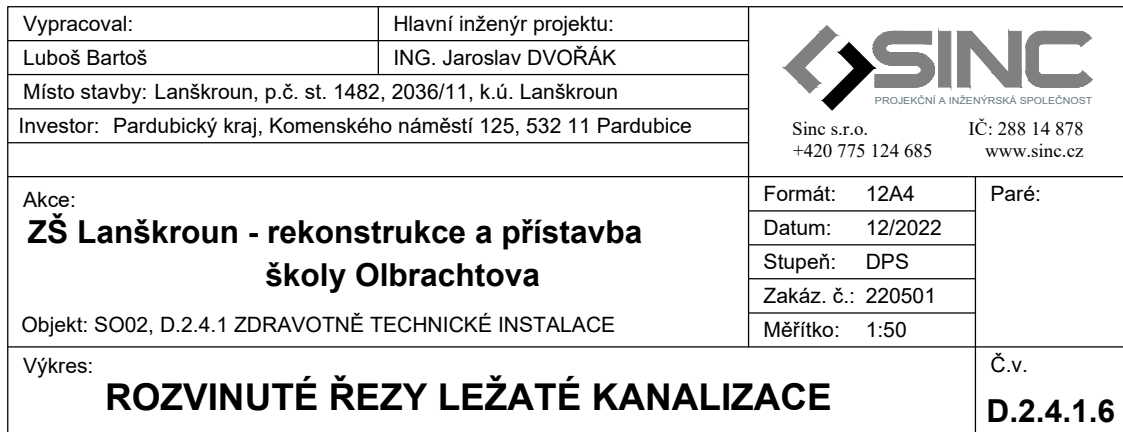 Vypracoval:
Hlavní inženýr projektu:
Luboš Bartoš
ING. Jaroslav DVOŘÁK
Místo stavby: Lanškroun, p.č. st. 1482, 2036/11, k.ú. Lanškroun
Investor: Pardubický kraj, Komenského náměstí 125, 532 11 Pardubice
SINC
PROJEKČNÍ A INŽENÝRSKÁ SPOLEČNOST
Sinc s.r.o. IČ: 288 14 878
+420 775 124 685 www.sinc.cz
Akce:
ZŠ Lanškroun - rekonstrukce a přístavba
školy Olbrachtova
Objekt: SO02, D.2.4.1 ZDRAVOTNĚ TECHNICKÉ INSTALACE
Formát: 12A4
Datum: 12/2022
Stupeň: DPS
Zakáz. č.: 220501
Měřítko: 1:50
Paré:
Výkres:
ROZVINUTÉ ŘEZY LEŽATÉ KANALIZACE
Č.v.
D.2.4.1.6